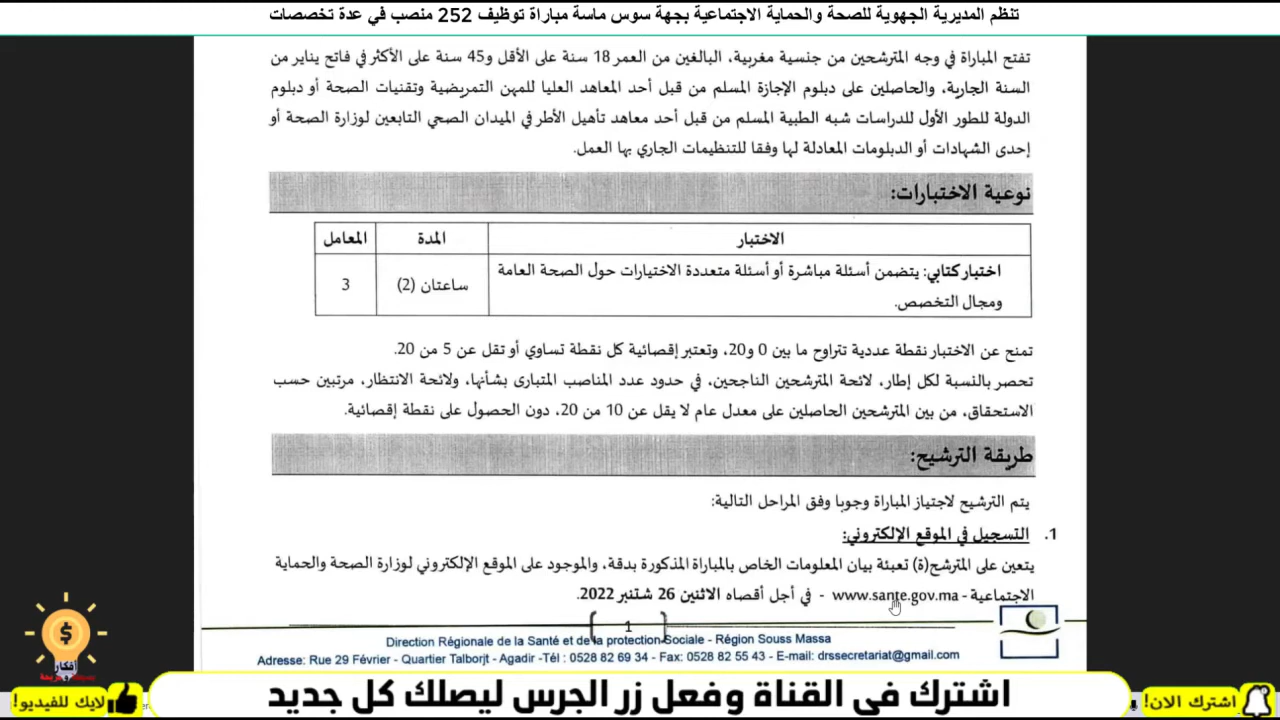 تنظم المديرية الجهوية للصحة والحماية الاجتماعية بجهة سوس ماسة مباراة توظيف 252 منصب في عدة تخصصات
تفتح المباراة في وجه المترشحين من جنسية مغربية، البالغين من العمر 18 سنة على الأقل و45 سنة على الأكثر في فاتح يناير من
السنة الجارية، والحاصلين على دبلوم الإجازة المسلم من قبل أحد المعاهد العليا للمهن التمريضية وتقنيات الصحة أو دبلوم
الدولة للطور الأول للدراسات شبه الطبية المسلم من قبل أحد معاهد تأهيل الأطر في الميدان الصحي التابعين لوزارة الصحة أو
إحدى الشهادات أو الدبلومات المعادلة لها وفقا للتنظيمات الجاري بها العمل.
نوعية الاختبارات:
الاختبار المدة المعامل
اختبار كتابي: يتضمن أسئلة مباشرة أو أسئلة متعددة الاختيارات حول الصحة العامة
ومجال التخصص.
ساعتان (2) 3
تمنح عن الاختبار نقطة عددية تتراوح ما بين 0 و20، وتعتبر إقصائية كل نقطة تساوي أو تقل عن 5 من 20.
تحصر بالنسبة لكل إطار، لائحة المترشحين الناجحين، في حدود عدد المناصب المتبارى بشأنها، ولائحة الانتظار، مرتبين حسب
الاستحقاق، من بين المترشحين الحاصلين على معدل عام لا يقل عن 10 من 20، دون الحصول على نقطة إقصائية.
طريقة الترشيح:
يتم الترشيح لاجتياز المباراة وجوبا وفق المراحل التالية:
1. التسجيل في الموقع الإلكتروني:
يتعين على المترشح(ة) تعبئة بيان المعلومات الخاص بالمباراة المذكورة بدقة، والموجود على الموقع الإلكتروني لوزارة الصحة والحماية
الاجتماعية - www.sante.gov.ma - في أجل أقصاه الاثنين 26 شتنبر 2022.
1
Direction Régionale de la Santé et de la protection Sociale - Région Souss Massa
Adresse: Rue 29 Février - Quartier Talborjt - Agadir -Tél : 0528 82 69 34 - Fax: 0528 82 55 43 - E-mail: drssecretariat@gmail.com
أفكار
لايك للفيديو!
اشترك في القناة وفعل زر الجرس ليصلك كل جديد
اشترك الان!